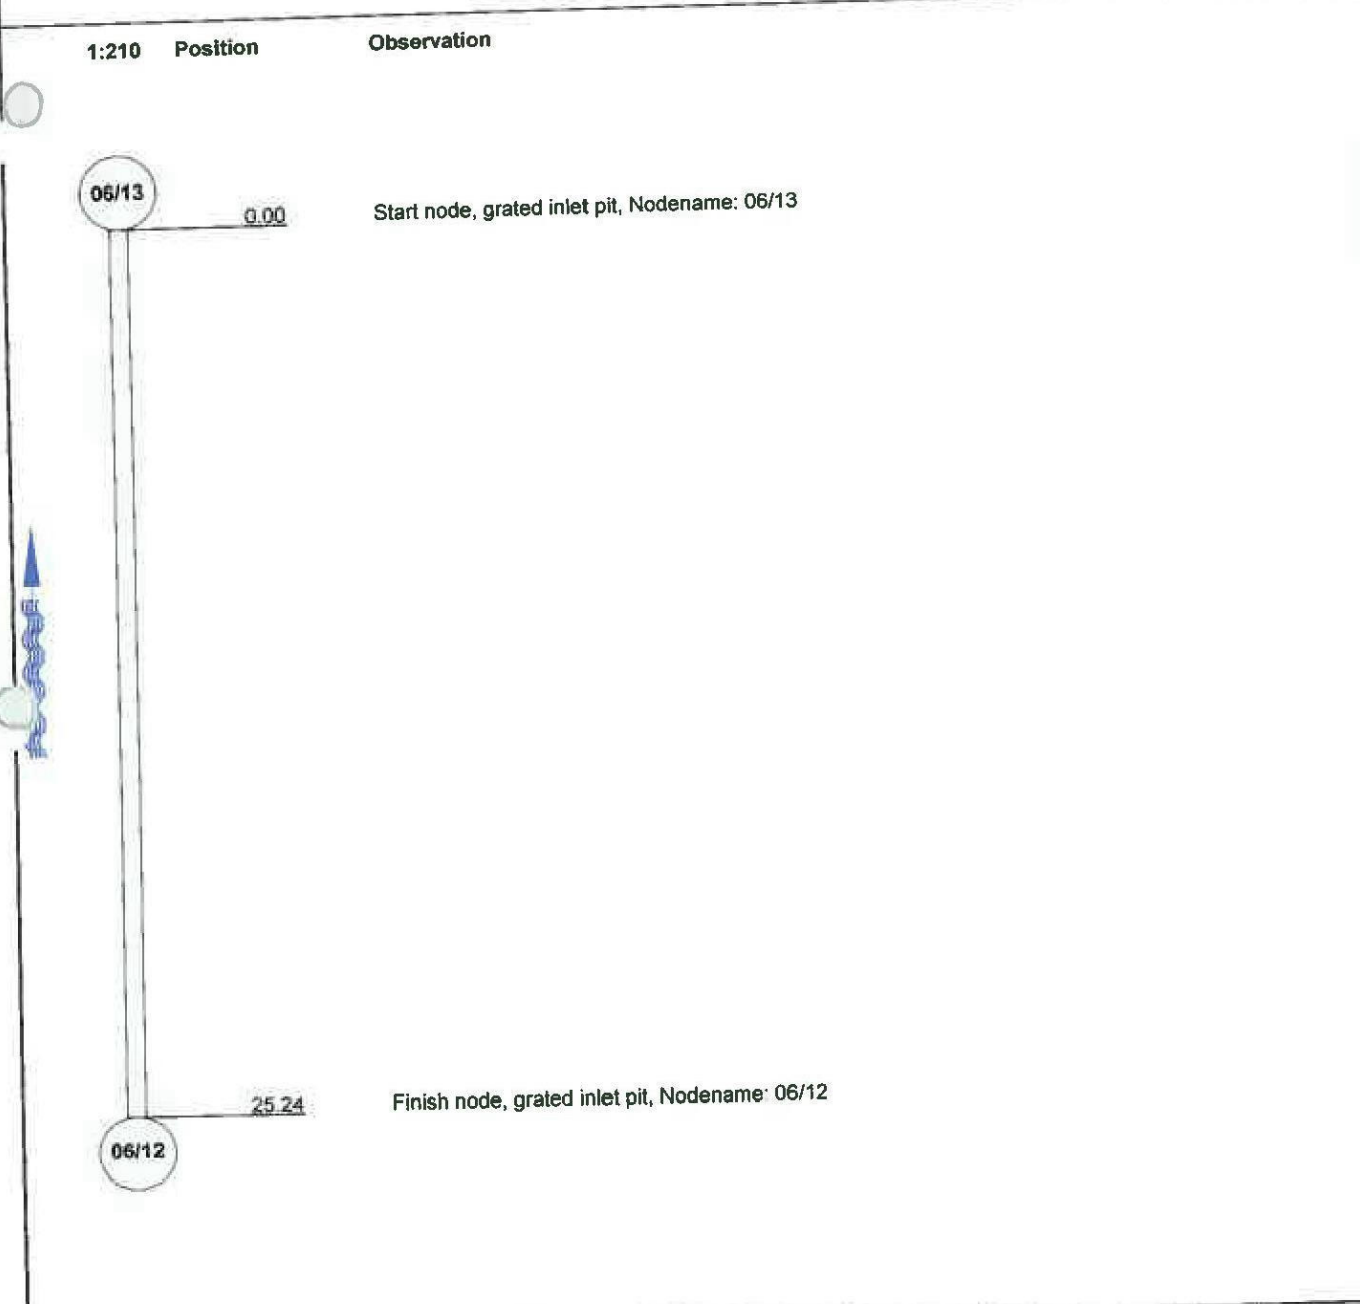 1:210 Position Observation
06/13
0.00 Start node, grated inlet pit, Nodename: 06/13
25.24 Finish node, grated inlet pit, Nodename: 06/12
06/12